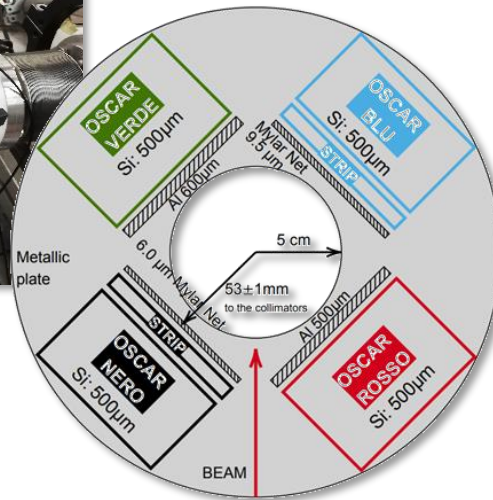 OSCAR
VERDE
Si: 500µm
Al 600µm
OSCAR
BLU
Si: 500µm
STRIP
Mylar Net
9.5 µm
5 cm
53±1mm
to the collimators
Metallic
plate
6.0 µm Mylar Net
STRIP
OSCAR
NERO
Si: 500µm
Al 500µm
OSCAR
ROSSO
Si: 500µm
BEAM